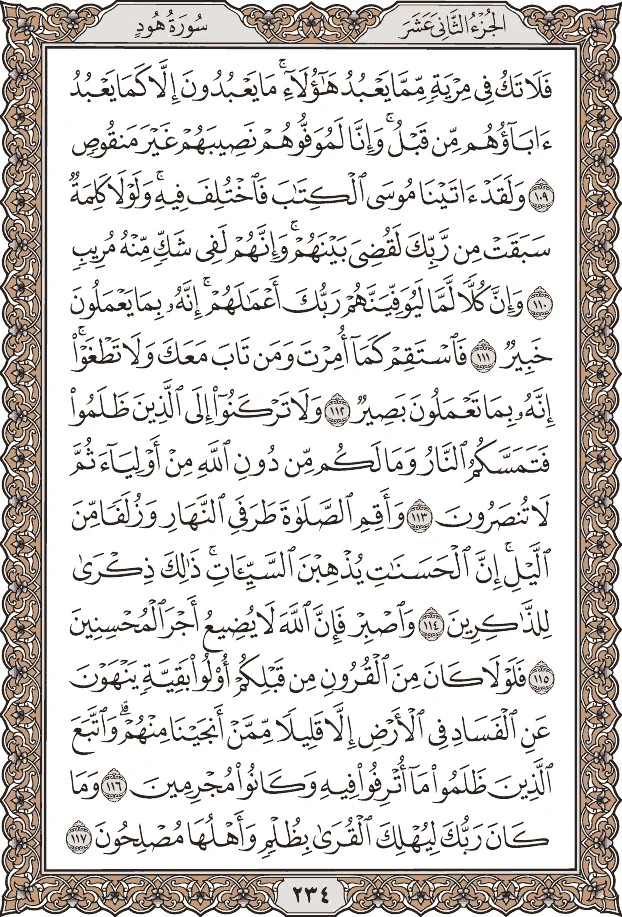 الجُزْءُ الثَّانِي عَشَرَ
سُورَةُ هُودٍ
فَلَا تَكُ فِي مِرْيَةٍ مِّمَّا يَعْبُدُ هَٰٓؤُلَآءِۚ مَا يَعْبُدُونَ إِلَّا كَمَا يَعْبُدُ
ءَابَآؤُهُم مِّن قَبْلُۚ وَإِنَّا لَمُوَفُّوهُمْ نَصِيبَهُمْ غَيْرَ مَنقُوصٍ
١٠٩ وَلَقَدْ ءَاتَيْنَا مُوسَى ٱلْكِتَٰبَ فَٱخْتُلِفَ فِيهِۚ وَلَوْلَا كَلِمَةٌ
سَبَقَتْ مِن رَّبِّكَ لَقُضِيَ بَيْنَهُمْۚ وَإِنَّهُمْ لَفِي شَكٍّ مِّنْهُ مُرِيبٍ
١١٠ وَإِنَّ كُلًّا لَّمَّا لَيُوَفِّيَنَّهُمْ رَبُّكَ أَعْمَٰلَهُمْۚ إِنَّهُۥ بِمَا يَعْمَلُونَ
خَبِيرٌ ١١١ فَٱسْتَقِمْ كَمَآ أُمِرْتَ وَمَن تَابَ مَعَكَ وَلَا تَطْغَوْا۟ۚ
إِنَّهُۥ بِمَا تَعْمَلُونَ بَصِيرٌ ١١٢ وَلَا تَرْكَنُوٓا۟ إِلَى ٱلَّذِينَ ظَلَمُوا۟
فَتَمَسَّكُمُ ٱلنَّارُ وَمَا لَكُم مِّن دُونِ ٱللَّهِ مِنْ أَوْلِيَآءَ ثُمَّ
لَا تُنصَرُونَ ١١٣ وَأَقِمِ ٱلصَّلَوٰةَ طَرَفَيِ ٱلنَّهَارِ وَزُلَفًا مِّنَ
ٱلَّيْلِۚ إِنَّ ٱلْحَسَنَٰتِ يُذْهِبْنَ ٱلسَّيِّـَٔاتِۚ ذَٰلِكَ ذِكْرَىٰ
لِلذَّٰكِرِينَ ١١٤ وَٱصْبِرْ فَإِنَّ ٱللَّهَ لَا يُضِيعُ أَجْرَ ٱلْمُحْسِنِينَ
١١٥ فَلَوْلَا كَانَ مِنَ ٱلْقُرُونِ مِن قَبْلِكُمْ أُو۟لُوا۟ بَقِيَّةٍ يَنْهَوْنَ
عَنِ ٱلْفَسَادِ فِي ٱلْأَرْضِ إِلَّا قَلِيلًا مِّمَّنْ أَنجَيْنَا مِنْهُمْۗ وَٱتَّبَعَ
ٱلَّذِينَ ظَلَمُوا۟ مَآ أُتْرِفُوا۟ فِيهِ وَكَانُوا۟ مُجْرِمِينَ ١١٦ وَمَا
كَانَ رَبُّكَ لِيُهْلِكَ ٱلْقُرَىٰ بِظُلْمٍ وَأَهْلُهَا مُصْلِحُونَ ١١٧
٢٣٤